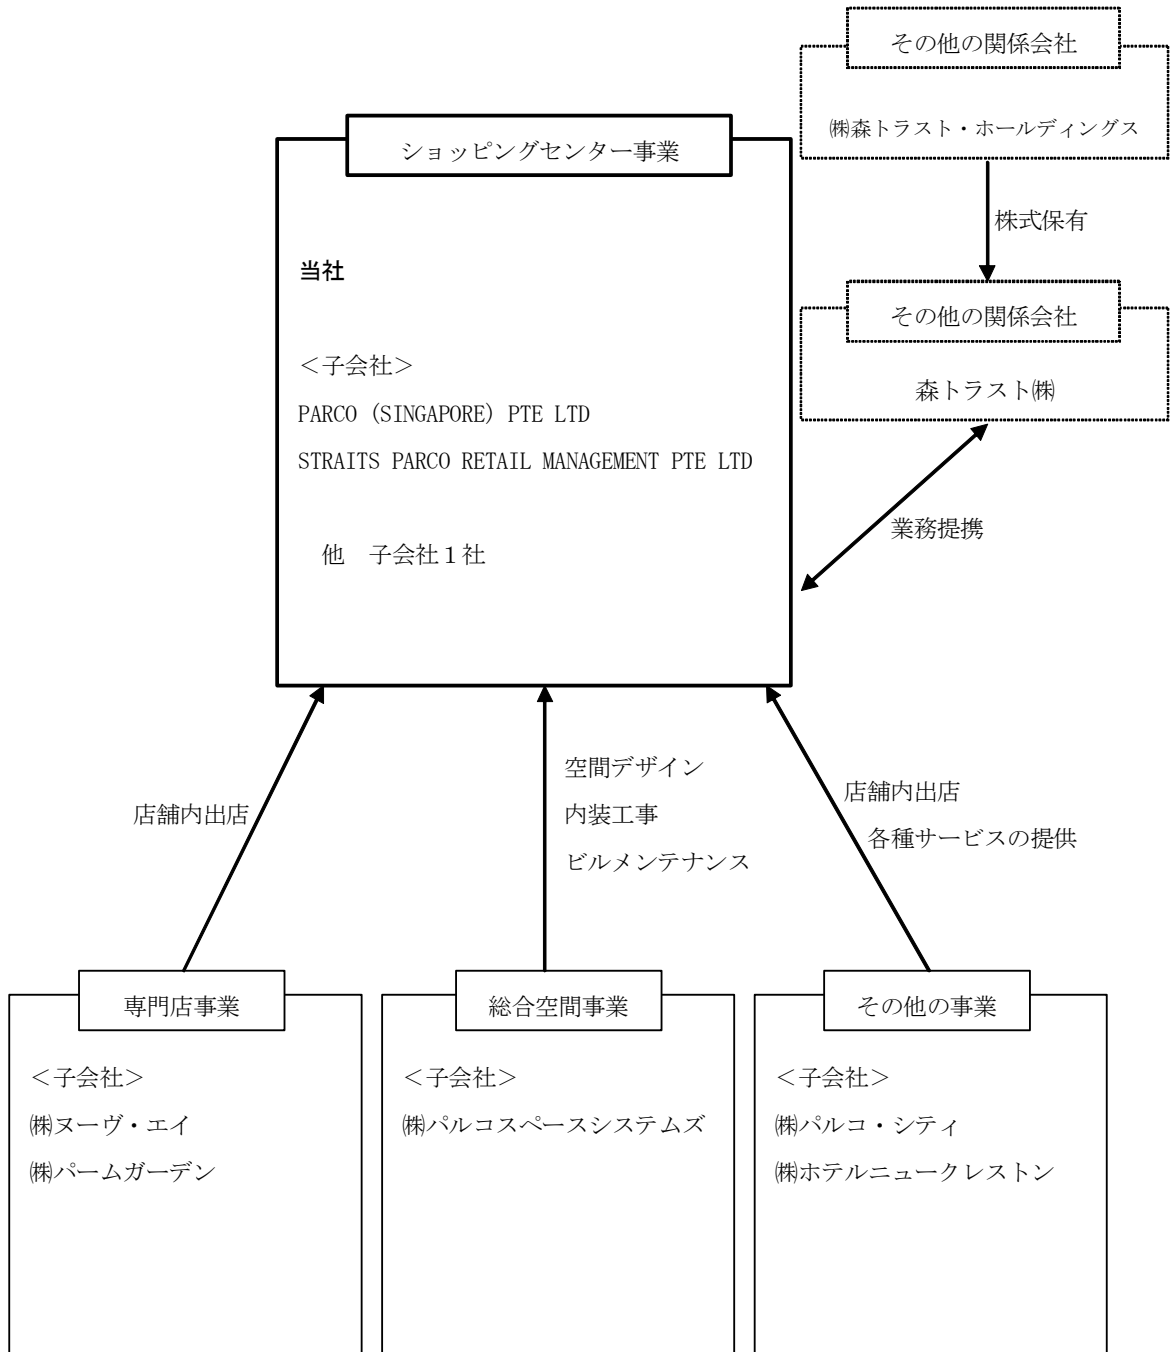 その他の関係会社
㈱森トラスト・ホールディングス
株式保有
その他の関係会社
森トラスト㈱
業務提携
ショッピングセンター事業
当社
＜子会社＞
PARCO (SINGAPORE) PTE LTD
STRAITS PARCO RETAIL MANAGEMENT PTE LTD
他　子会社１社
店舗内出店
空間デザイン
内装工事
ビルメンテナンス
店舗内出店
各種サービスの提供
専門店事業
＜子会社＞
㈱ヌーヴ・エイ
㈱パームガーデン
総合空間事業
＜子会社＞
㈱パルコスペースシステムズ
その他の事業
＜子会社＞
㈱パルコ・シティ
㈱ホテルニュークレストン